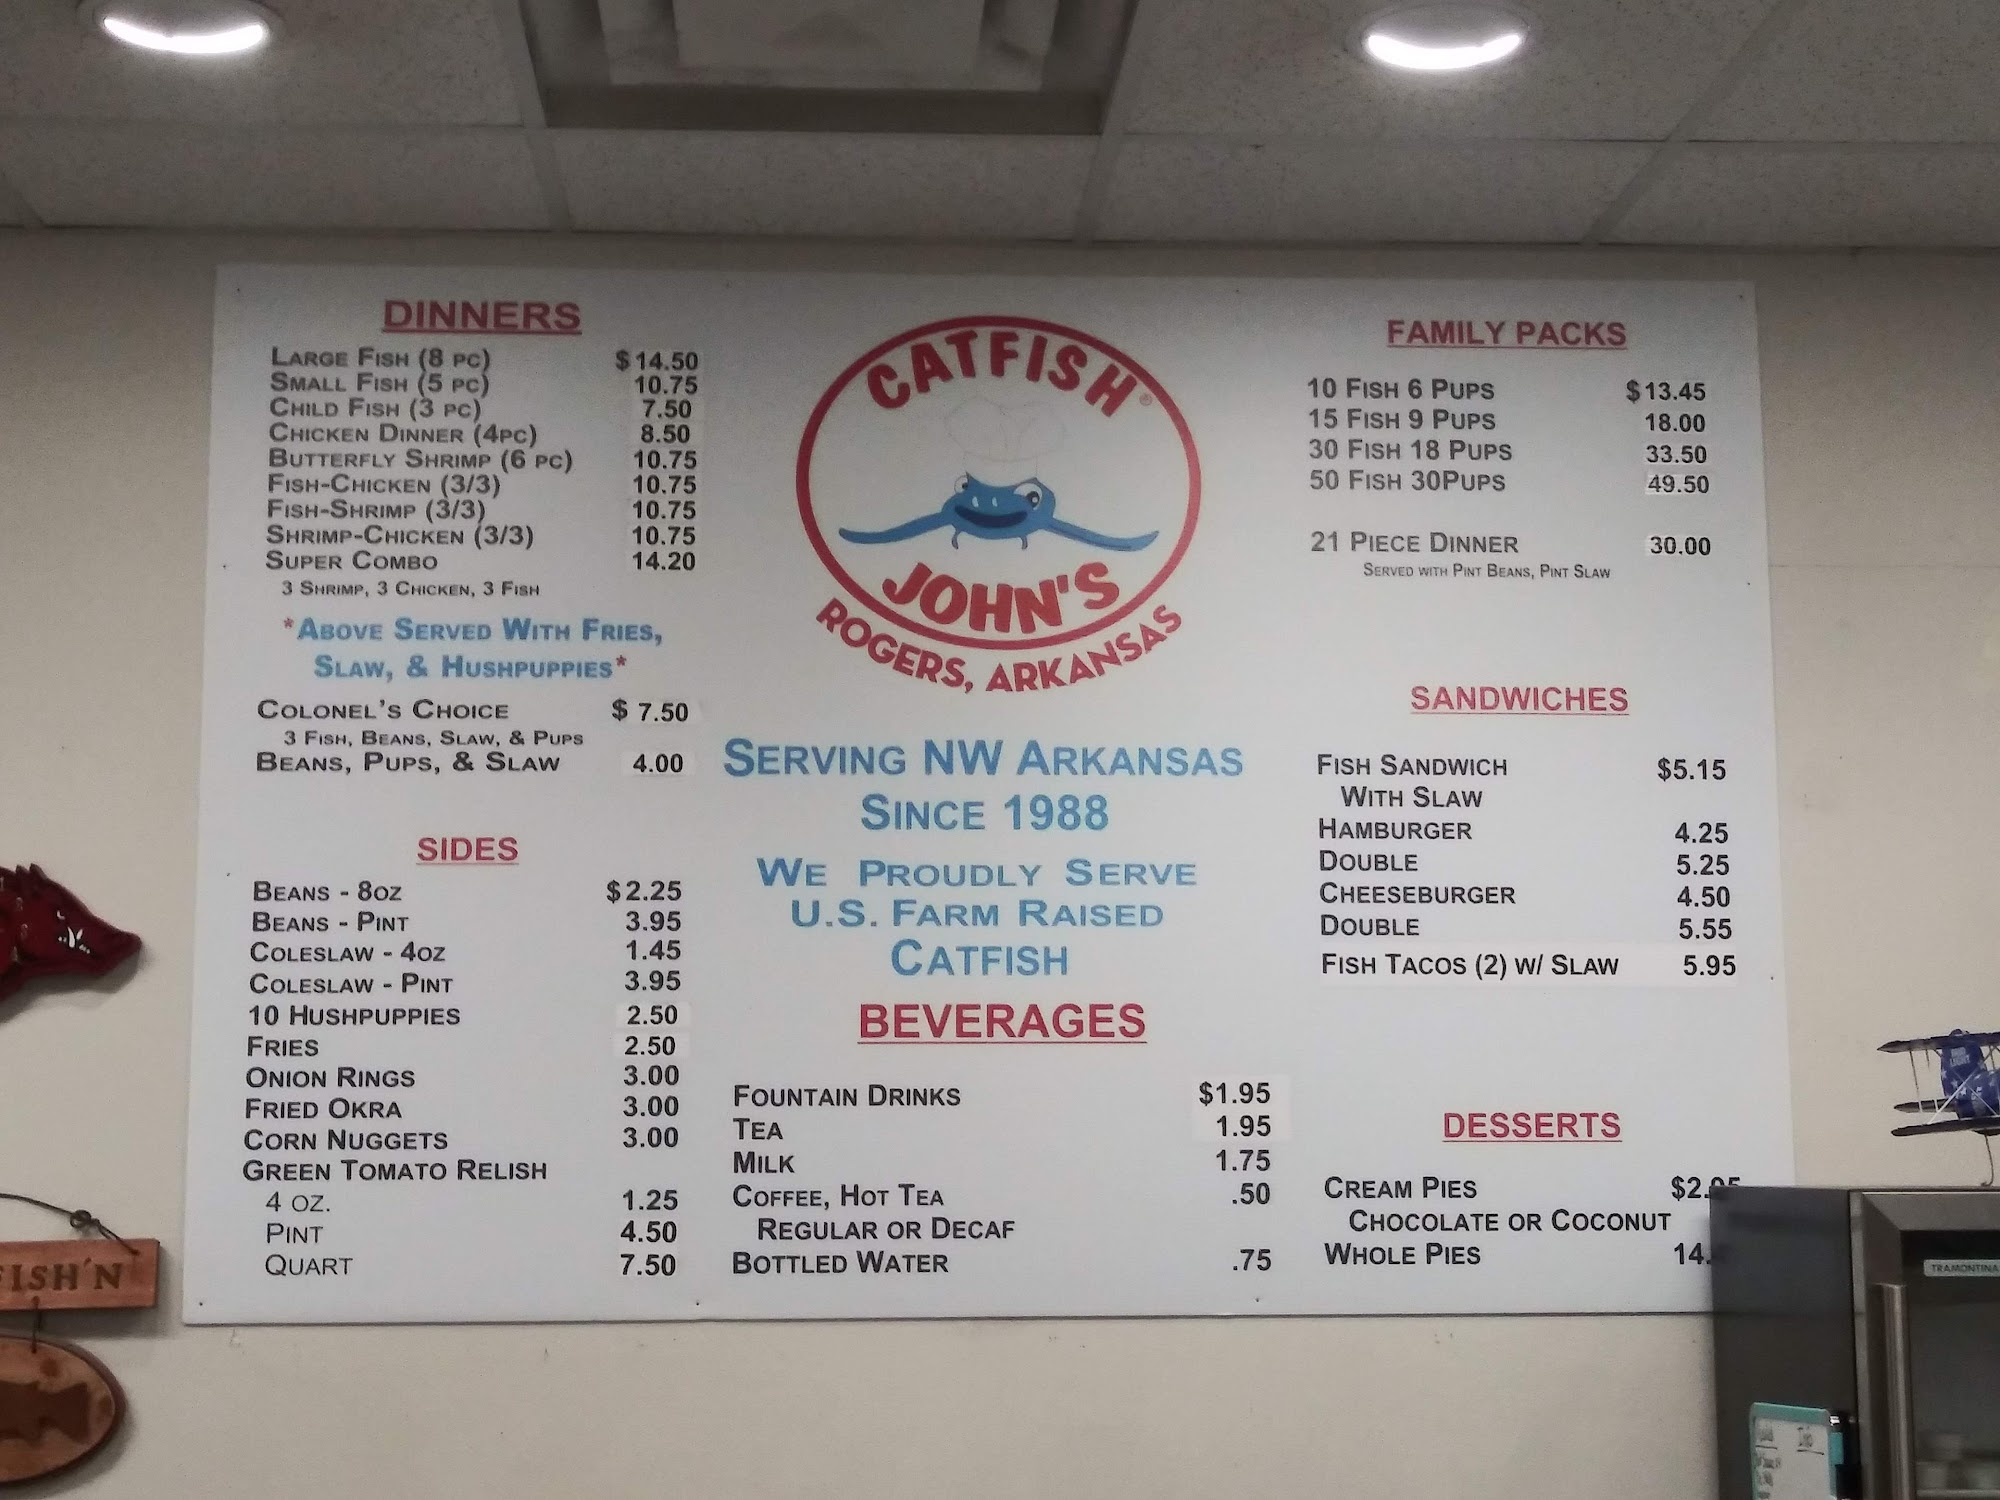 DINNERS
LARGE FISH (8 PC) $14.50
SMALL FISH (5 PC) 10.75
CHILD FISH (3 PC) 7.50
CHICKEN DINNER (4PC) 8.50
BUTTERFLY SHRIMP (6 PC) 10.75
FISH-CHICKEN (3/3) 10.75
FISH-SHRIMP (3/3) 10.75
SHRIMP-CHICKEN (3/3) 10.75
SUPER COMBO 14.20
3 SHRIMP, 3 CHICKEN, 3 FISH
*ABOVE SERVED WITH FRIES,
SLAW, & HUSHPUPPIES*
COLONEL'S CHOICE $ 7.50
3 FISH, BEANS, SLAW, & PUPS
BEANS, PUPS, & SLAW 4.00
SIDES
BEANS - 8OZ $2.25
BEANS - PINT 3.95
COLESLAW - 4OZ 1.45
COLESLAW - PINT 3.95
10 HUSHPUPPIES 2.50
FRIES 2.50
ONION RINGS 3.00
FRIED OKRA 3.00
CORN NUGGETS 3.00
GREEN TOMATO RELISH
4 OZ. 1.25
PINT 4.50
QUART 7.50
CATFISH®
JOHN'S
ROGERS, ARKANSAS
SERVING NW ARKANSAS
SINCE 1988
WE PROUDLY SERVE
U.S. FARM RAISED
CATFISH
BEVERAGES
FOUNTAIN DRINKS $1.95
TEA 1.95
MILK 1.75
COFFEE, HOT TEA .50
REGULAR OR DECAF
BOTTLED WATER .75
FAMILY PACKS
10 FISH 6 PUPS $13.45
15 FISH 9 PUPS 18.00
30 FISH 18 PUPS 33.50
50 FISH 30PUPS 49.50
21 PIECE DINNER 30.00
SERVED WITH PINT BEANS, PINT SLAW
SANDWICHES
FISH SANDWICH $5.15
WITH SLAW
HAMBURGER 4.25
DOUBLE 5.25
CHEESEBURGER 4.50
DOUBLE 5.55
FISH TACOS (2) W/ SLAW 5.95
DESSERTS
CREAM PIES
CHOCOLATE OR COCONUT
WHOLE PIES 14.
FISH'N
BUD LIGHT
TRAMONTINA